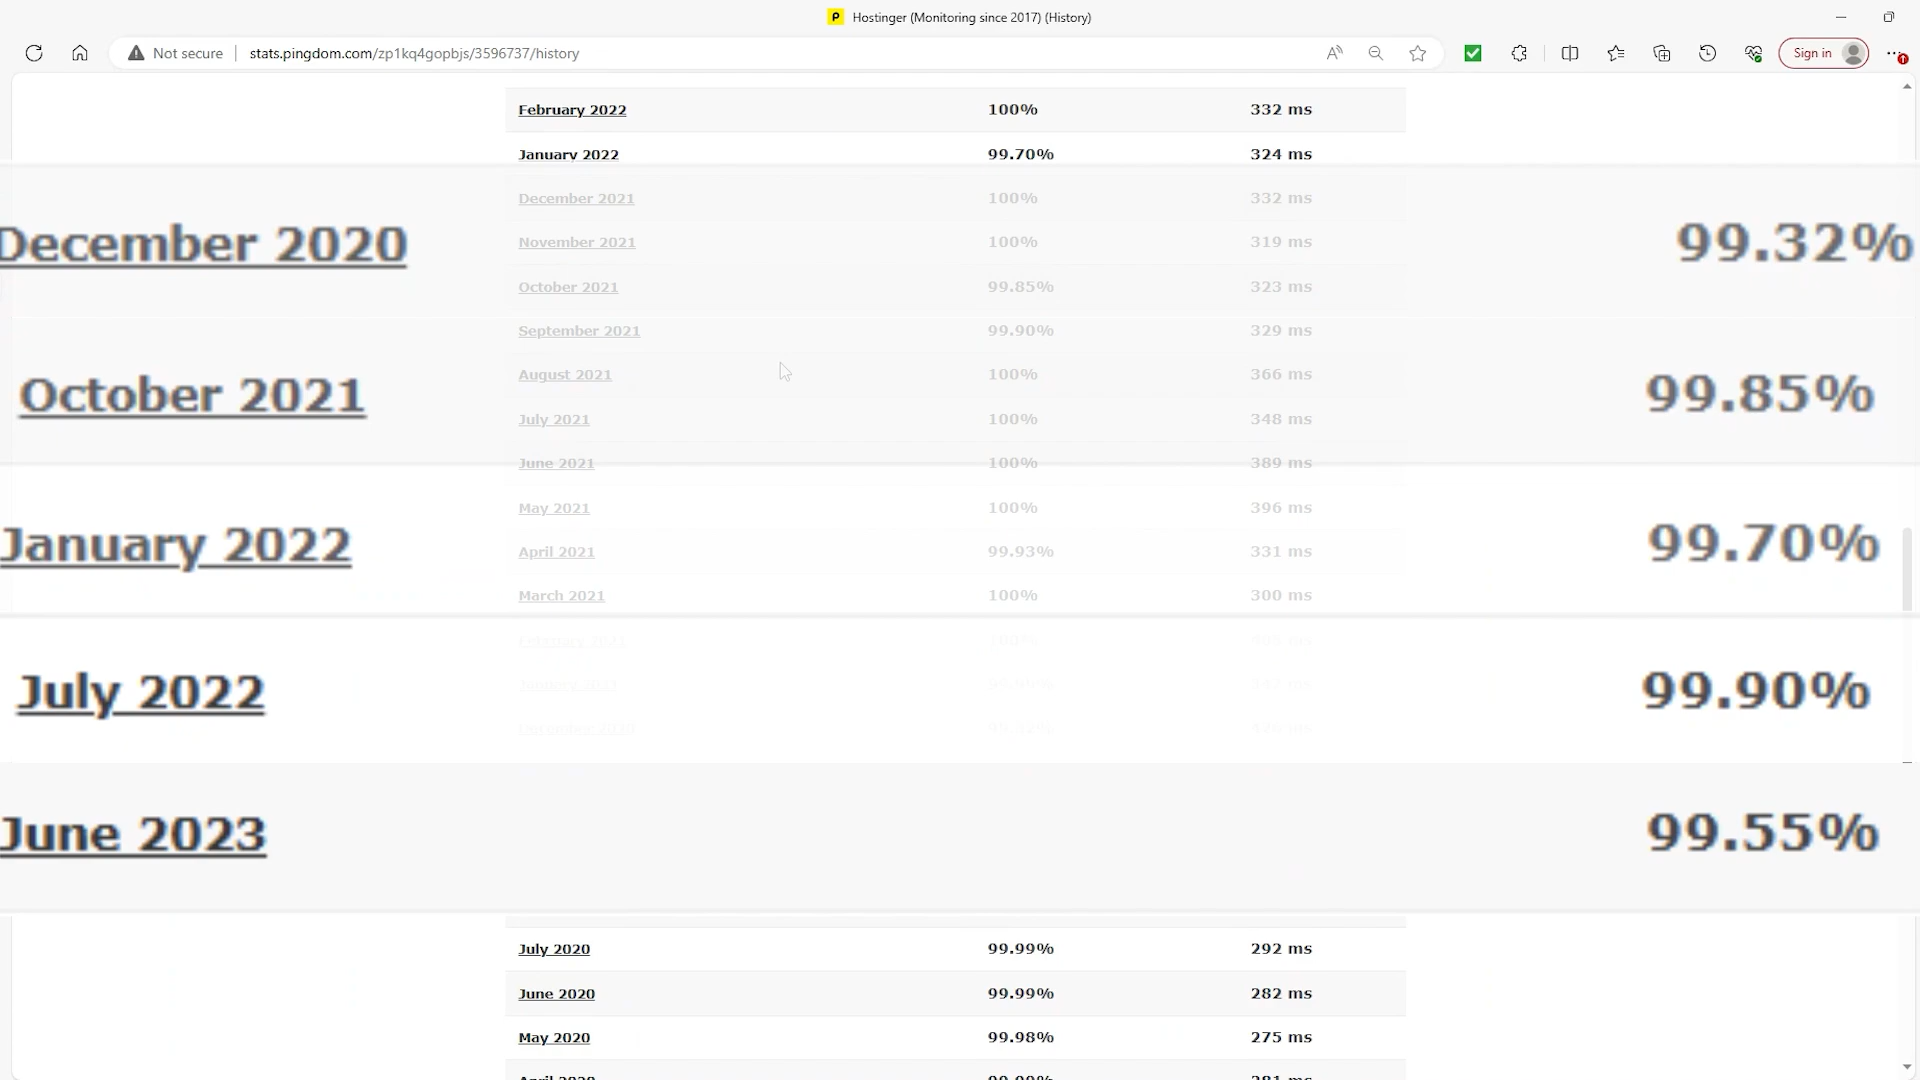 Hostinger (Monitoring since 2017) (History)
Not secure stats.pingdom.com/zp1kq4gopbjs/3596737/history Sign in
February 2022 100% 332 ms
January 2022 99.70% 324 ms
December 2021 100% 332 ms
December 2020 99.32%
November 2021 100% 319 ms
October 2021 99.85% 323 ms
September 2021 99.90% 329 ms
August 2021 100% 366 ms
October 2021 99.85%
July 2021 100% 348 ms
June 2021 100% 389 ms
May 2021 100% 396 ms
January 2022 99.70%
April 2021 99.93% 331 ms
March 2021 100% 300 ms
July 2022 99.90%
June 2023 99.55%
July 2020 99.99% 292 ms
June 2020 99.99% 282 ms
May 2020 99.98% 275 ms